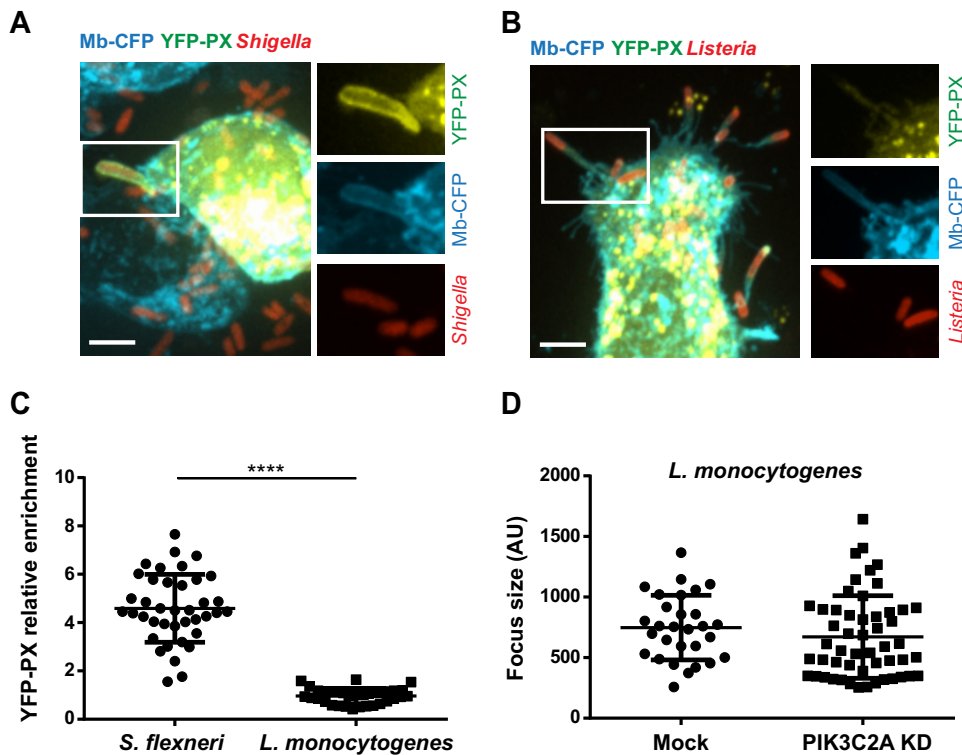 A
Mb-CFP YFP-PX Shigella
YFP-PX
Mb-CFP
Shigella
B
Mb-CFP YFP-PX Listeria
YFP-PX
Mb-CFP
Listeria
C
YFP-PX relative enrichment
10
8
6
4
2
0
****
S. flexneri
L. monocytogenes
D
L. monocytogenes
Focus size (AU)
2000
1500
1000
500
0
Mock
PIK3C2A KD